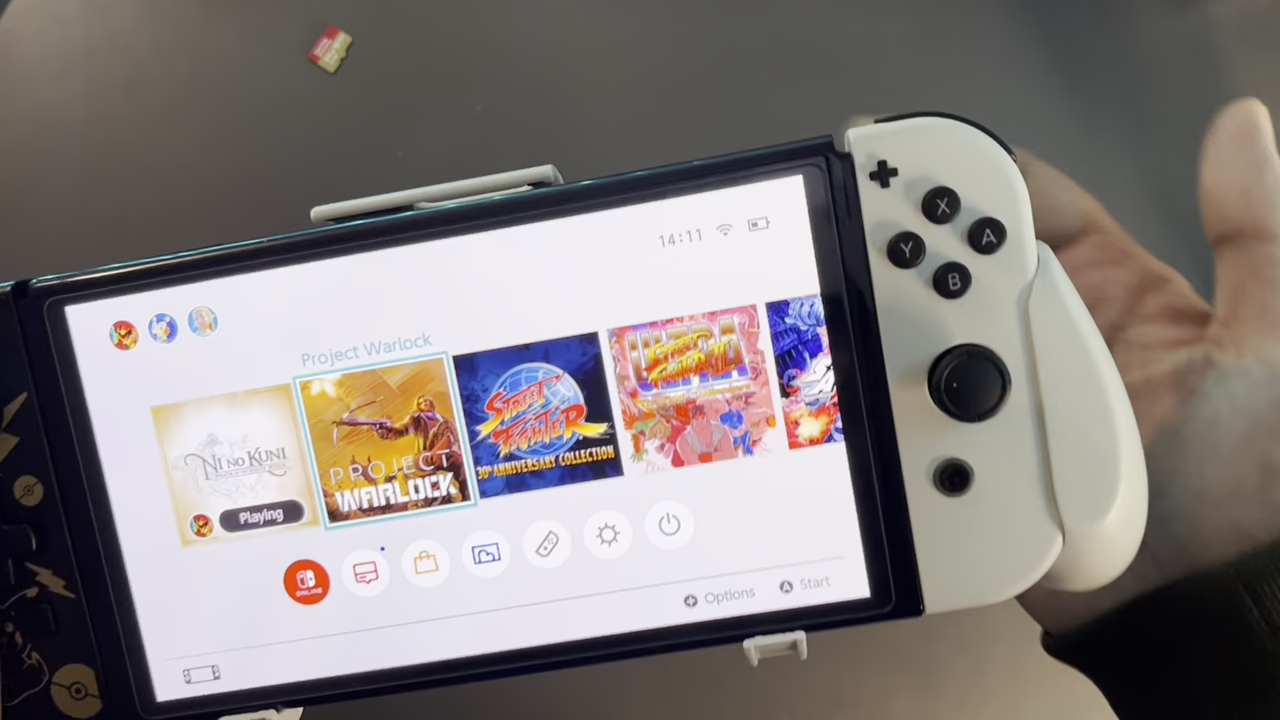 14:11
Project Warlock
NI NO KUNI
Playing
PROJECT
WARLOCK
STREET
FIGHTER
30th ANNIVERSARY COLLECTION
ULTRA
STREET
FIGHTER II
ONLINE
+ Options
A Start
X
Y
A
B